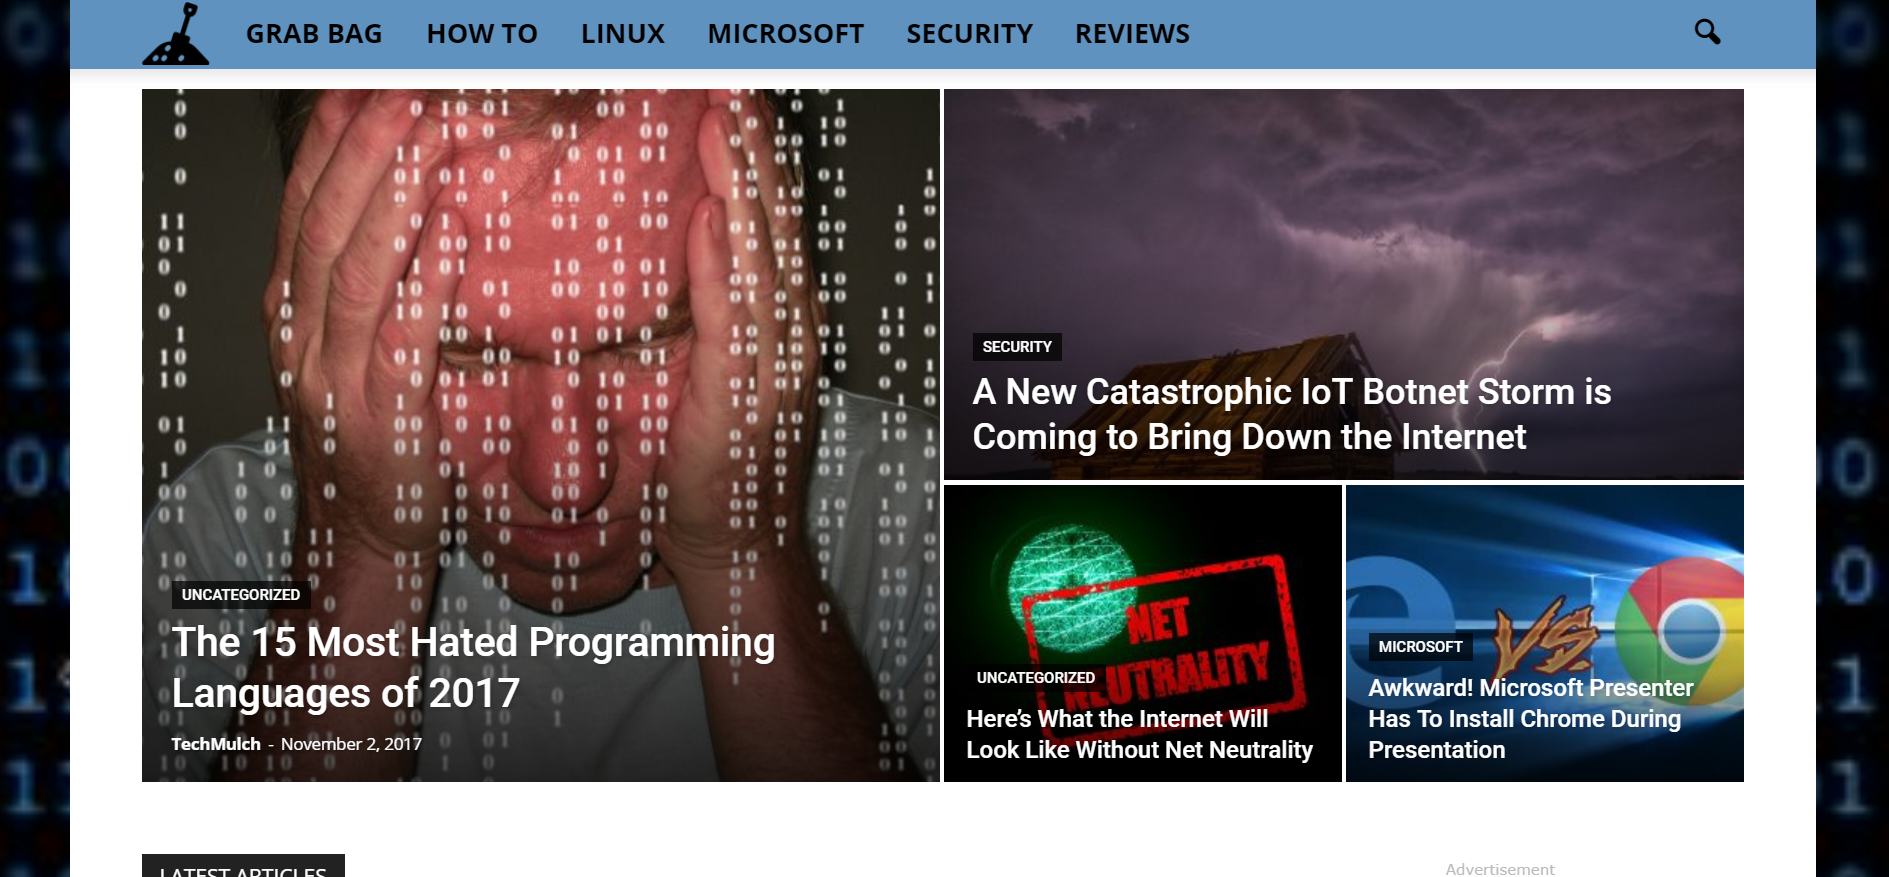 GRAB BAG HOW TO LINUX MICROSOFT SECURITY REVIEWS
UNCATEGORIZED
The 15 Most Hated Programming
Languages of 2017
TechMulch - November 2, 2017
SECURITY
A New Catastrophic IoT Botnet Storm is
Coming to Bring Down the Internet
NET
NEUTRALITY
UNCATEGORIZED
Here’s What the Internet Will
Look Like Without Net Neutrality
VS
MICROSOFT
Awkward! Microsoft Presenter
Has To Install Chrome During
Presentation
LATEST ARTICLES
Advertisement